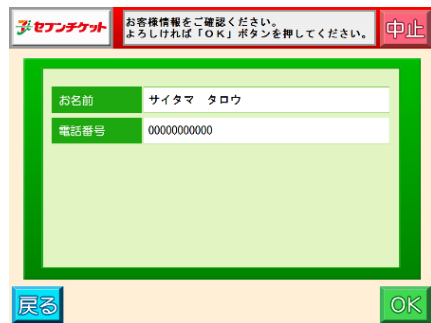 セブンチケット
お客様情報をご確認ください。
よろしければ「OK」ボタンを押してください。
中止
お名前 サイタマ タロウ
電話番号 00000000000
戻る
OK